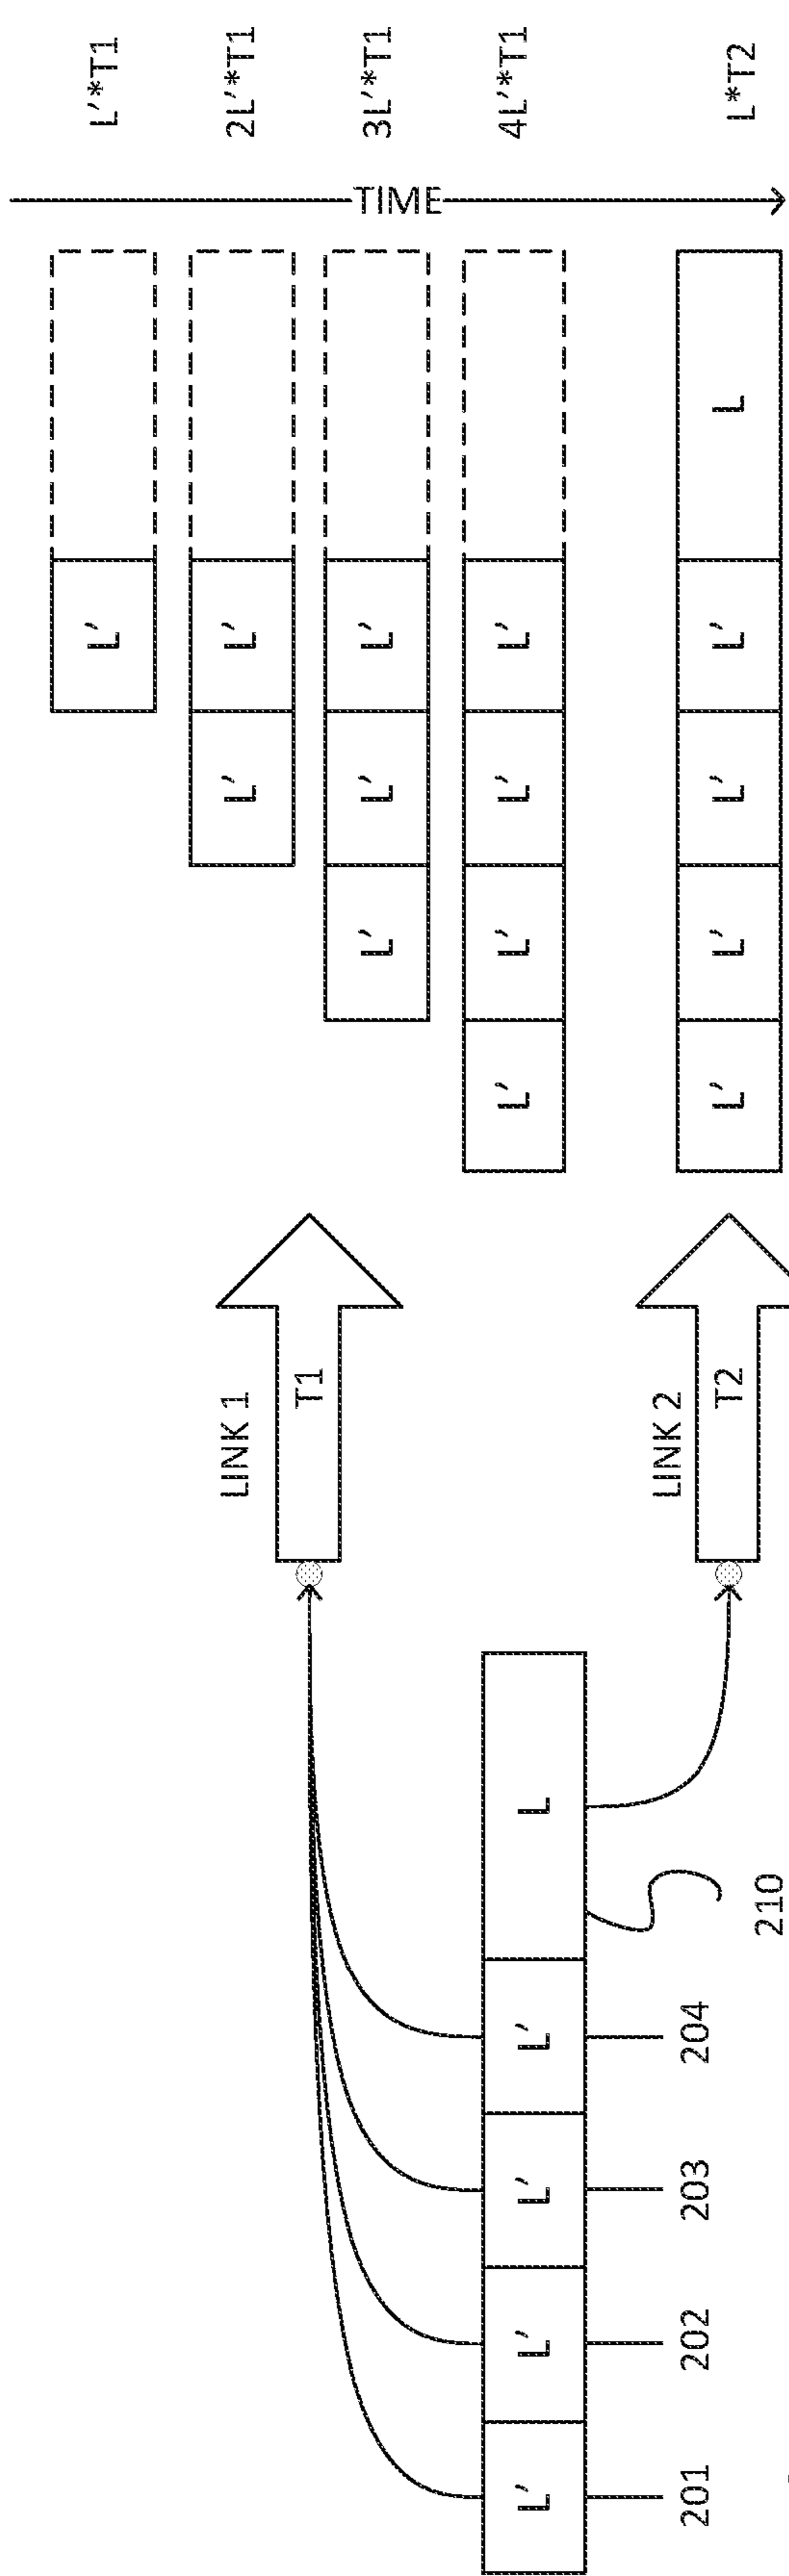 L'*T1
2L'*T1
3L'*T1
4L'*T1
L*T2
TIME
L'
L' L'
L' L' L'
L' L' L' L'
L' L' L' L' L
LINK 1
T1
LINK 2
T2
L' L' L' L' L
201 202 203 204 210